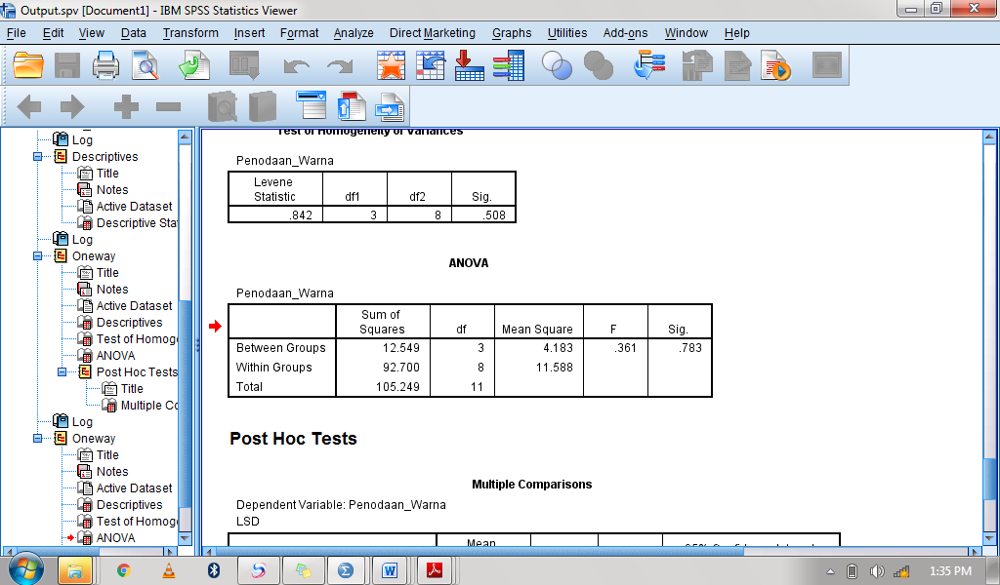 Output.spv [Document1] - IBM SPSS Statistics Viewer
File Edit View Data Transform Insert Format Analyze Direct Marketing Graphs Utilities Add-ons Window Help
Log
Descriptives
Title
Notes
Active Dataset
Descriptive Sta
Log
Oneway
Title
Notes
Active Dataset
Descriptives
Test of Homog
ANOVA
Post Hoc Tests
Title
Multiple Co
Log
Oneway
Title
Notes
Active Dataset
Descriptives
Test of Homog
ANOVA
Test of Homogeneity of Variances
Penodaan_Warna
Levene
Statistic df1 df2 Sig.
.842 3 8 .508
ANOVA
Penodaan_Warna
Sum of
Squares df Mean Square F Sig.
Between Groups 12.549 3 4.183 .361 .783
Within Groups 92.700 8 11.588
Total 105.249 11
Post Hoc Tests
Multiple Comparisons
Dependent Variable: Penodaan_Warna
LSD
Mean
1:35 PM